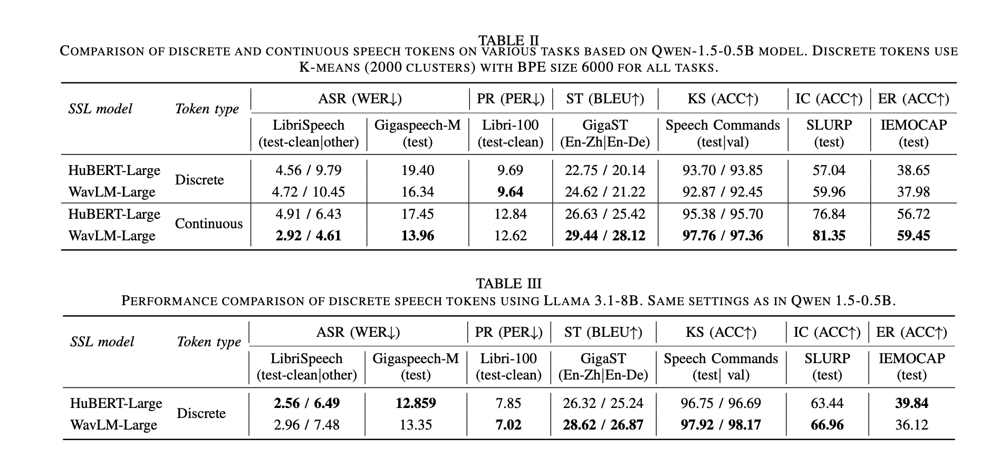 TABLE II
COMPARISON OF DISCRETE AND CONTINUOUS SPEECH TOKENS ON VARIOUS TASKS BASED ON QWEN-1.5-0.5B MODEL. DISCRETE TOKENS USE
K-MEANS (2000 CLUSTERS) WITH BPE SIZE 6000 FOR ALL TASKS.
SSL model Token type ASR (WER↓) PR (PER↓) ST (BLEU↑) KS (ACC↑) IC (ACC↑) ER (ACC↑)
LibriSpeech Gigaspeech-M Libri-100 GigaST Speech Commands SLURP IEMOCAP
(test-clean|other) (test) (test-clean) (En-Zh|En-De) (test|val) (test) (test)
HuBERT-Large Discrete 4.56 / 9.79 19.40 9.69 22.75 / 20.14 93.70 / 93.85 57.04 38.65
WavLM-Large 4.72 / 10.45 16.34 9.64 24.62 / 21.22 92.87 / 92.45 59.96 37.98
HuBERT-Large Continuous 4.91 / 6.43 17.45 12.84 26.63 / 25.42 95.38 / 95.70 76.84 56.72
WavLM-Large 2.92 / 4.61 13.96 12.62 29.44 / 28.12 97.76 / 97.36 81.35 59.45
TABLE III
PERFORMANCE COMPARISON OF DISCRETE SPEECH TOKENS USING LLAMA 3.1-8B. SAME SETTINGS AS IN QWEN 1.5-0.5B.
SSL model Token type ASR (WER↓) PR (PER↓) ST (BLEU↑) KS (ACC↑) IC (ACC↑) ER (ACC↑)
LibriSpeech Gigaspeech-M Libri-100 GigaST Speech Commands SLURP IEMOCAP
(test-clean|other) (test) (test-clean) (En-Zh|En-De) (test| val) (test) (test)
HuBERT-Large Discrete 2.56 / 6.49 12.859 7.85 26.32 / 25.24 96.75 / 96.69 63.44 39.84
WavLM-Large 2.96 / 7.48 13.35 7.02 28.62 / 26.87 97.92 / 98.17 66.96 36.12